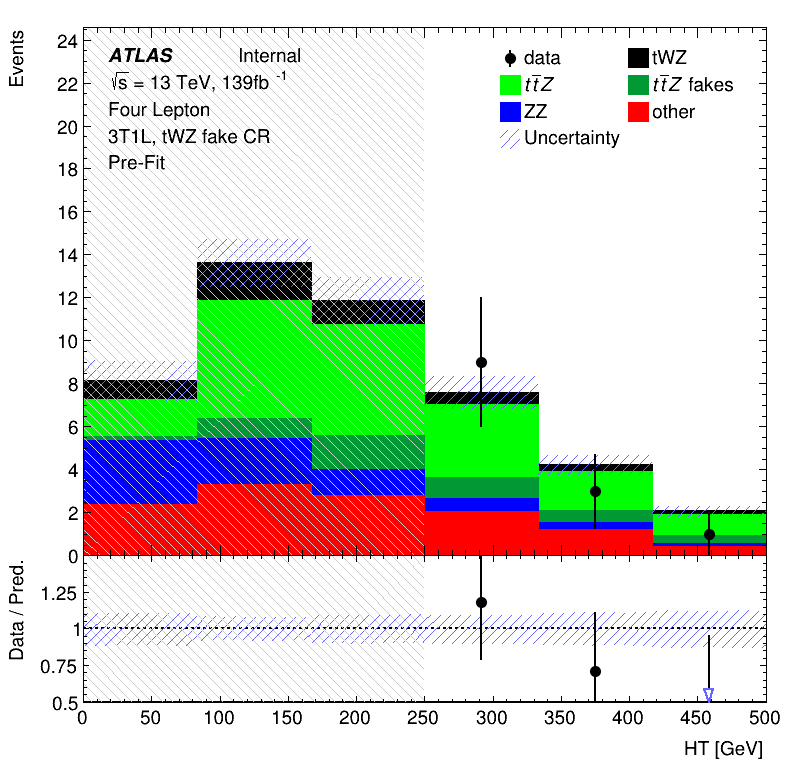 Events
24
22
20
18
16
14
12
10
8
6
4
2
0
ATLAS Internal
√s = 13 TeV, 139fb⁻¹
Four Lepton
3T1L, tWZ fake CR
Pre-Fit
data tWZ
tt̄Z tt̄Z fakes
ZZ other
Uncertainty
Data / Pred.
1.25
1
0.75
0.5
0 50 100 150 200 250 300 350 400 450 500
HT [GeV]